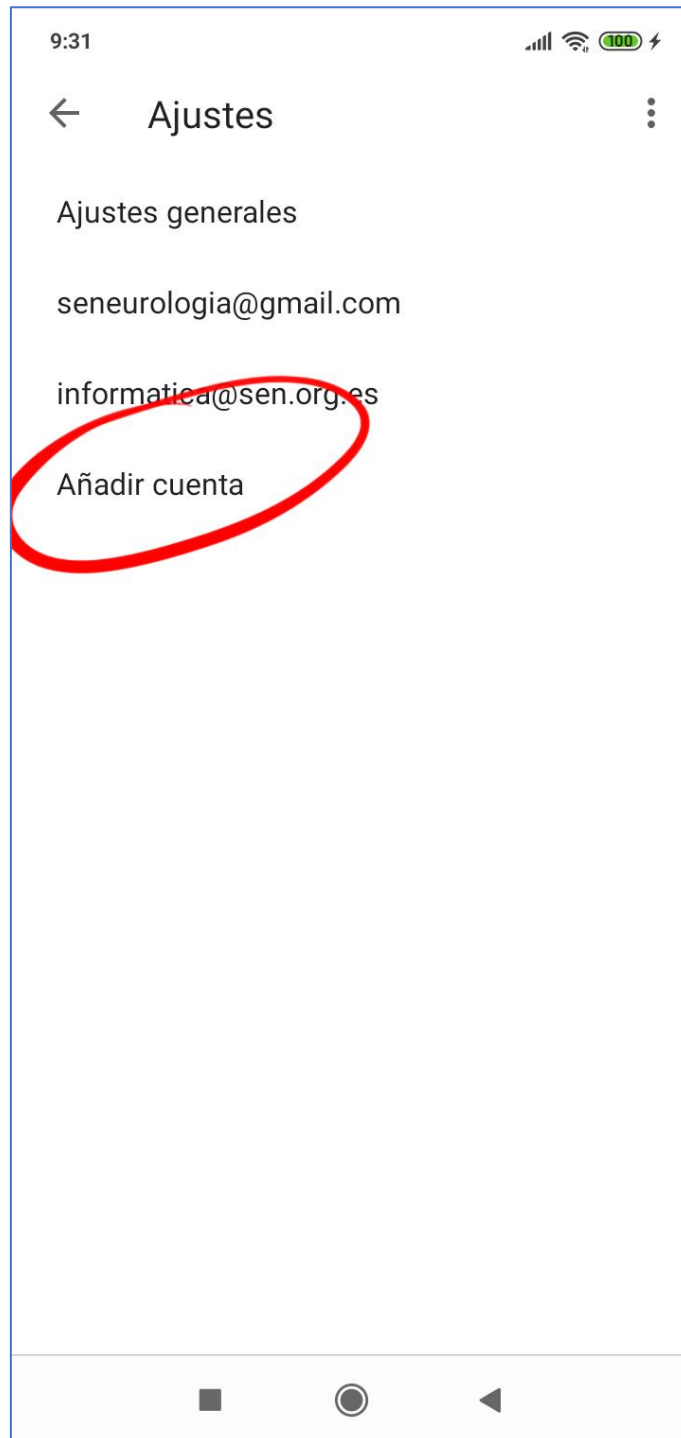 9:31
100
Ajustes
Ajustes generales
seneurologia@gmail.com
informatica@sen.org.es
Añadir cuenta